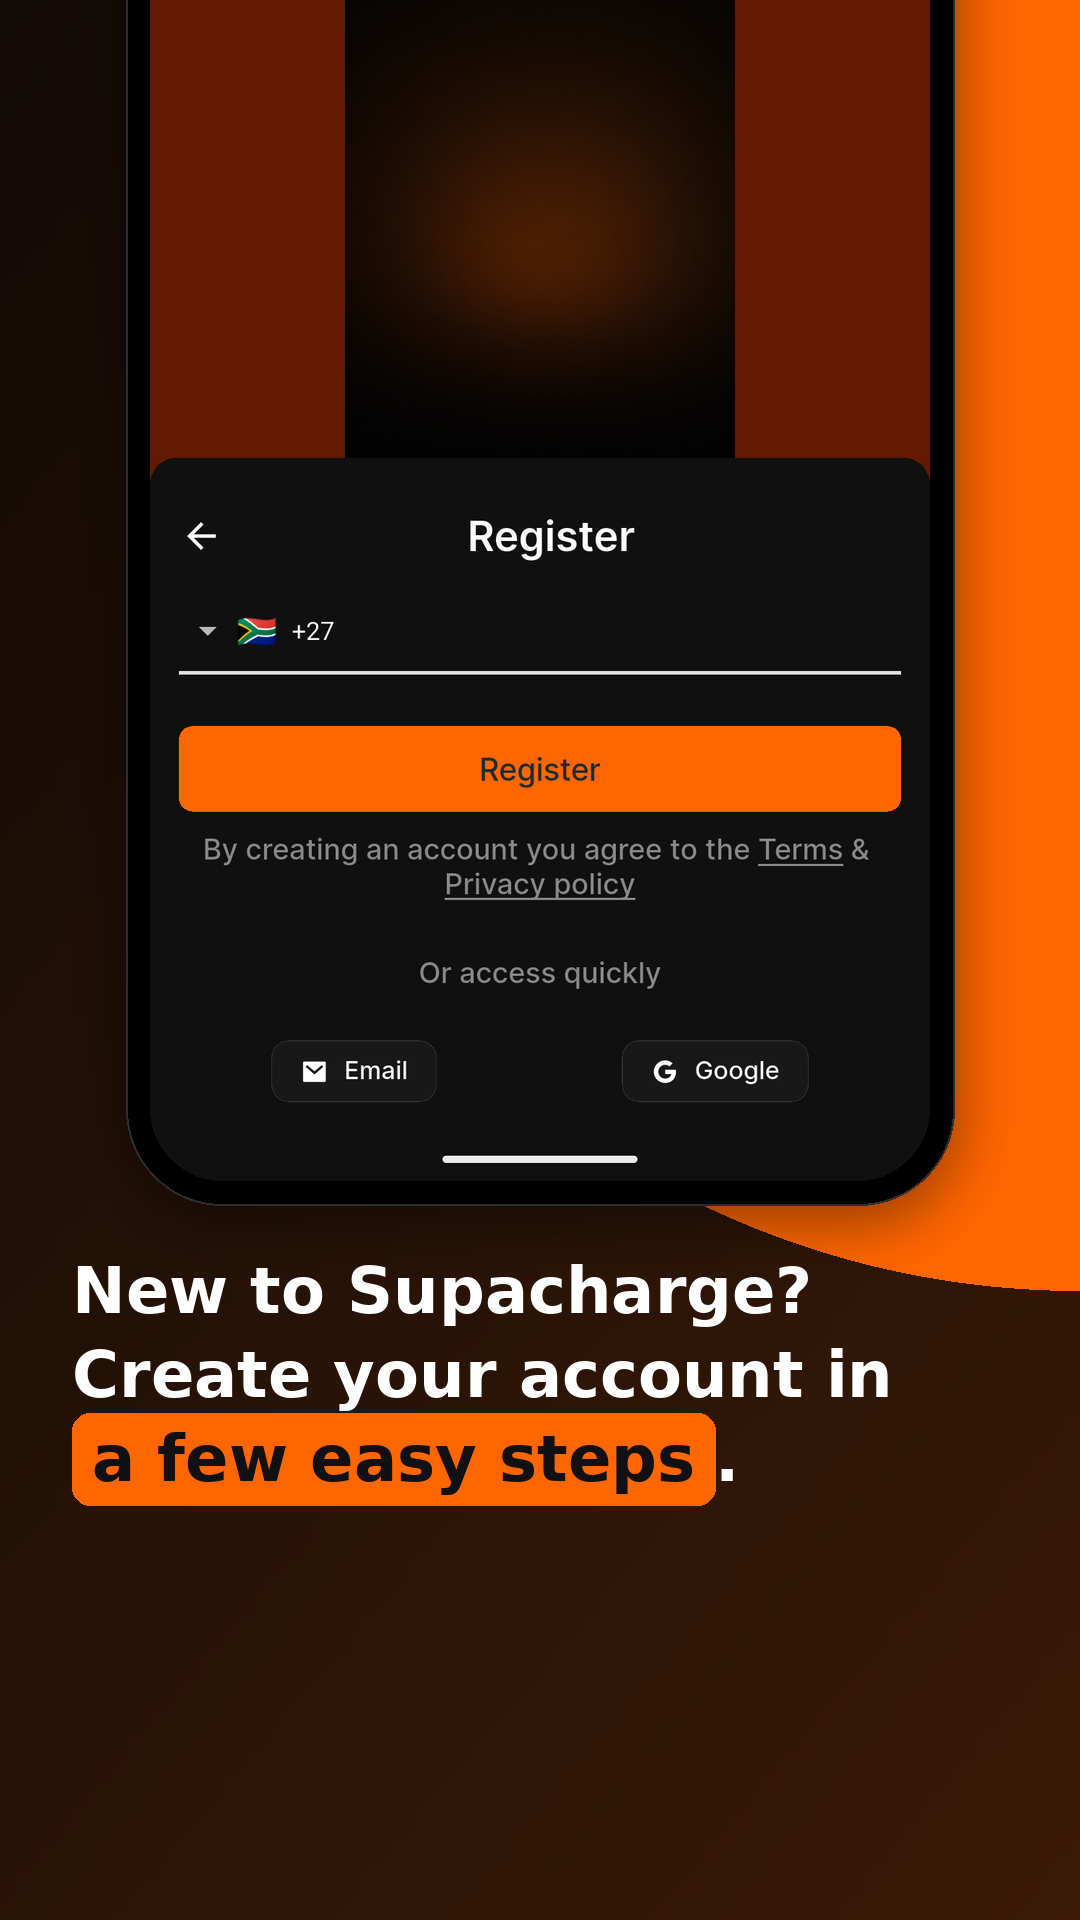 Register
+27
Register
By creating an account you agree to the Terms &
Privacy policy
Or access quickly
Email
Google
New to Supacharge?
Create your account in
a few easy steps.